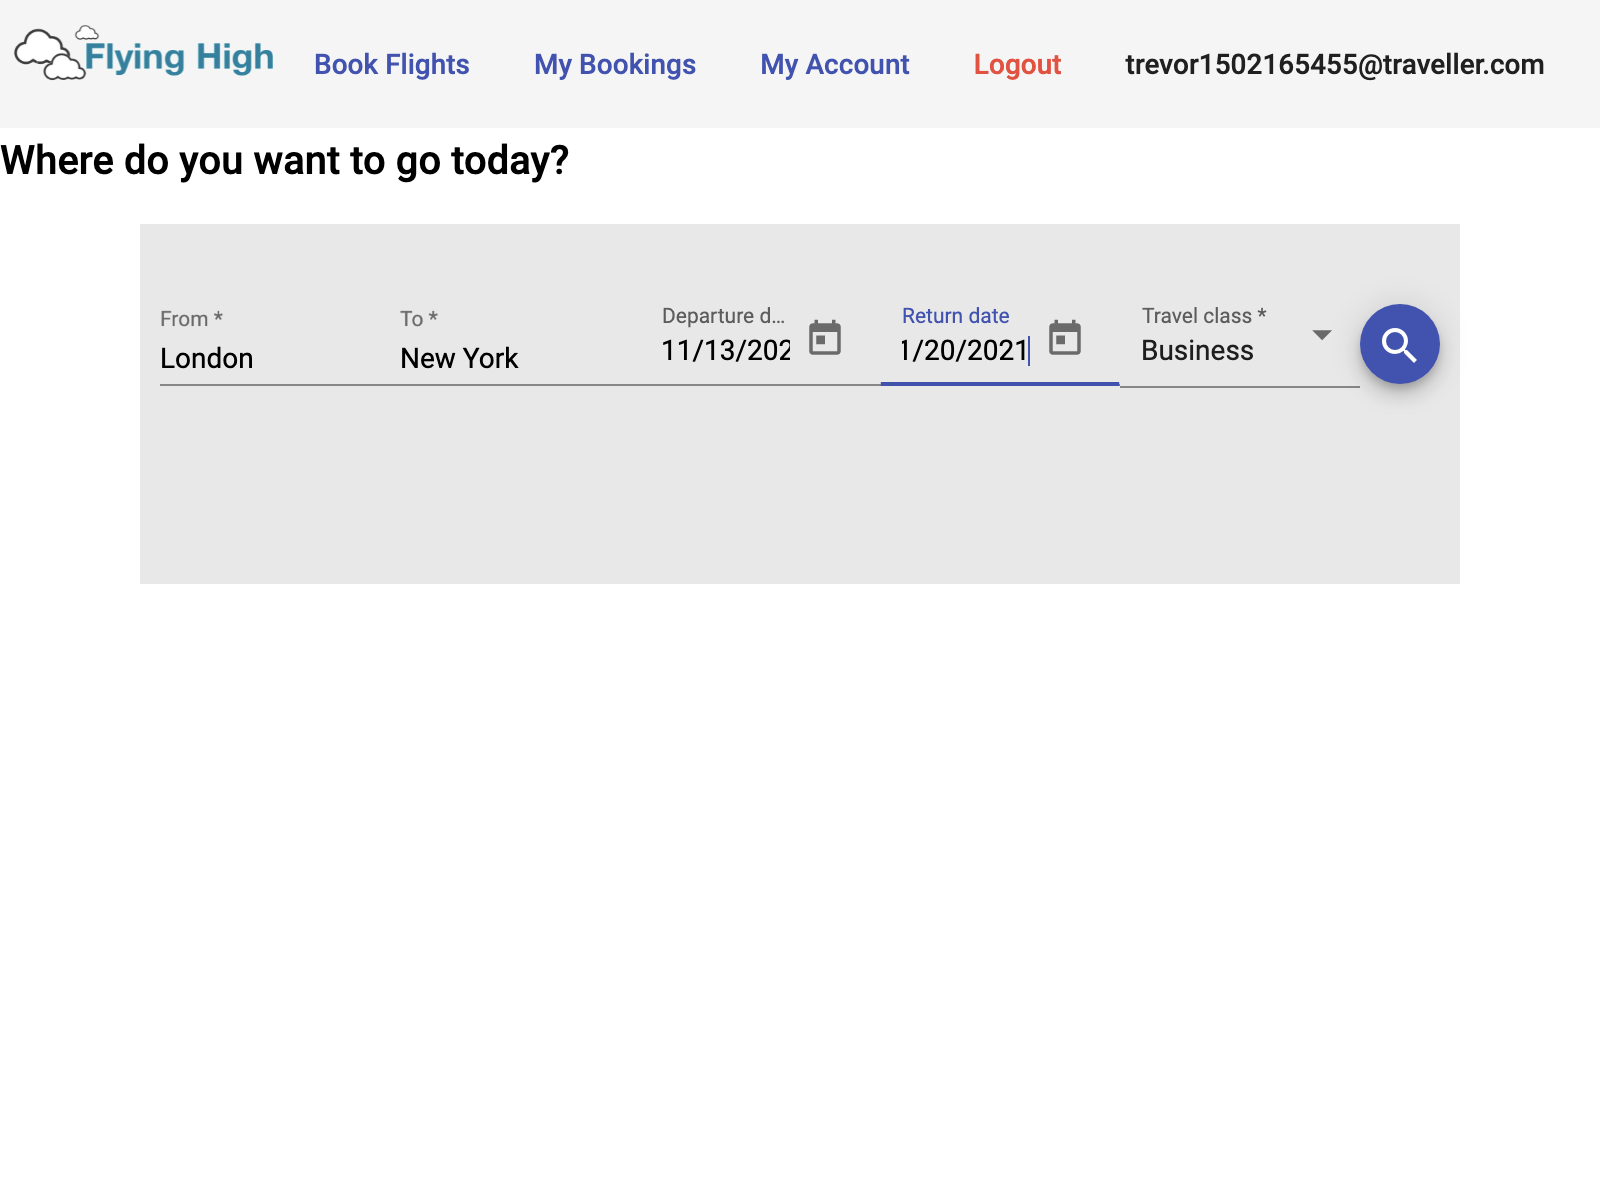 Flying High
Book Flights My Bookings My Account Logout trevor1502165455@traveller.com
Where do you want to go today?
From * To * Departure d... Return date Travel class *
London New York 11/13/202 1/20/2021 Business